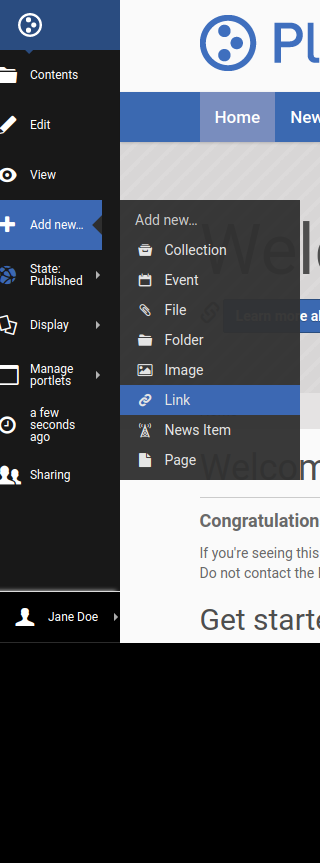 Contents
Edit
View
Add new...
State:
Published
Display
Manage
portlets
a few
seconds
ago
Sharing
Jane Doe
Add new...
Collection
Event
File
Folder
Image
Link
News Item
Page
Pl
Home
New
Wel
Learn more a
Welcom
Congratulation
If you're seeing this
Do not contact the
Get starte